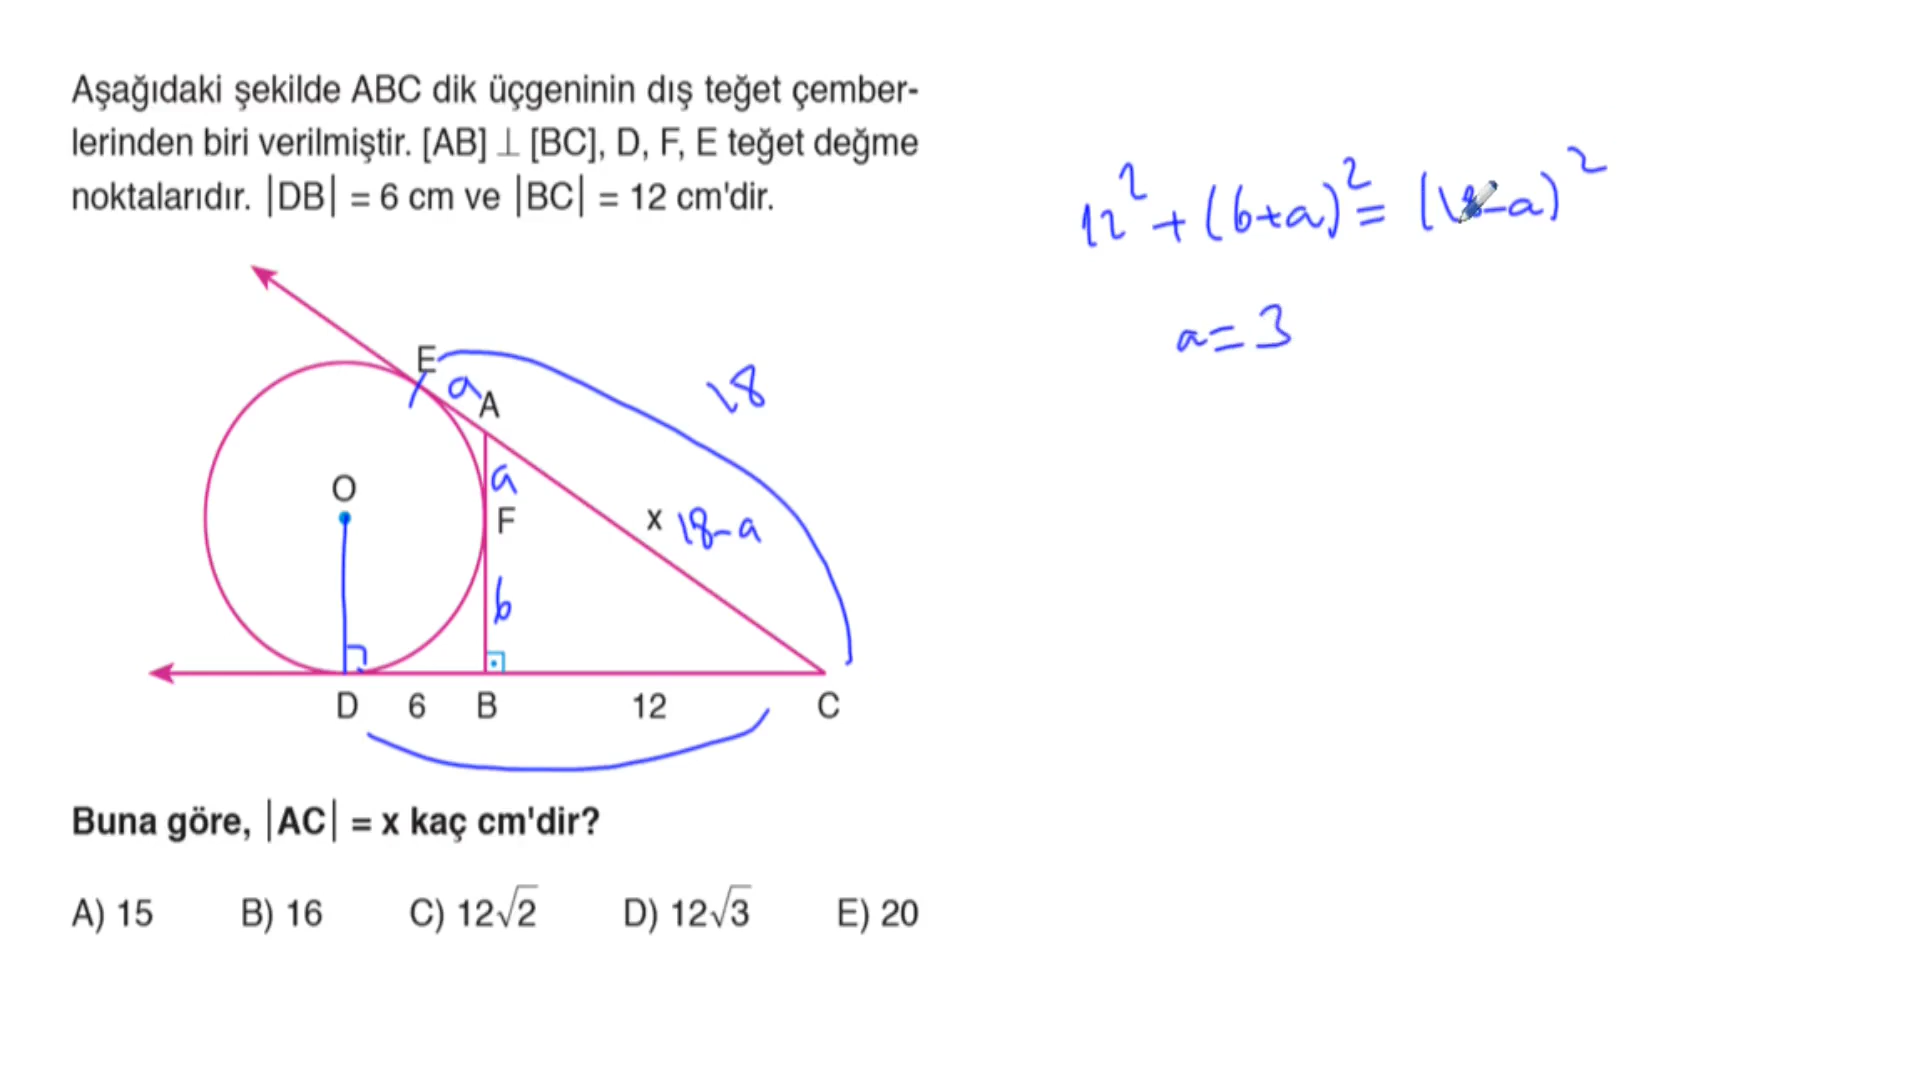 Aşağıdaki şekilde ABC dik üçgeninin dış teğet çember-
lerinden biri verilmiştir. [AB] ⊥ [BC], D, F, E teğet değme
noktalarıdır. |DB| = 6 cm ve |BC| = 12 cm'dir.
12² + (6+a)² = (18-a)²
a = 3
E
a
A
18
a
O
F
x 18-a
6
D 6 B 12 C
Buna göre, |AC| = x kaç cm'dir?
A) 15 B) 16 C) 12√2 D) 12√3 E) 20